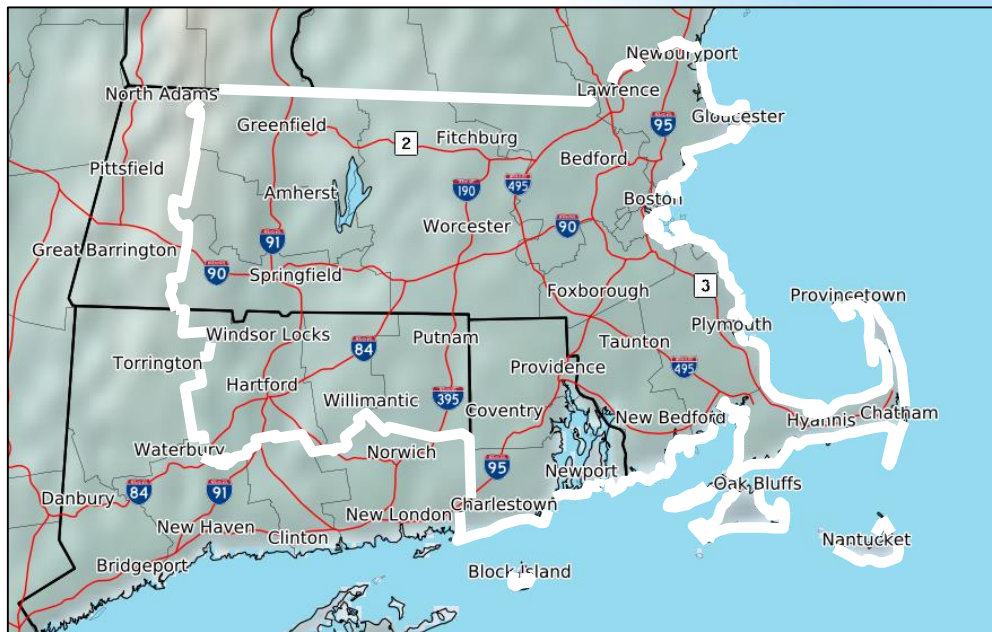 Newburyport
Lawrence
North Adams
Gloucester
Greenfield
95
2
Fitchburg
Bedford
Pittsfield
Amherst
190
495
Boston
Worcester
90
91
Great Barrington
90
Springfield
Foxborough
3
Provincetown
Plymouth
Windsor Locks
Putnam
Taunton
84
Torrington
Providence
495
Hartford
395
Willimantic
Coventry
New Bedford
Hyannis
Chatham
Waterbury
Norwich
95
Newport
Oak Bluffs
Danbury
84
91
Charlestown
New Haven
New London
Clinton
Nantucket
Bridgeport
Block Island